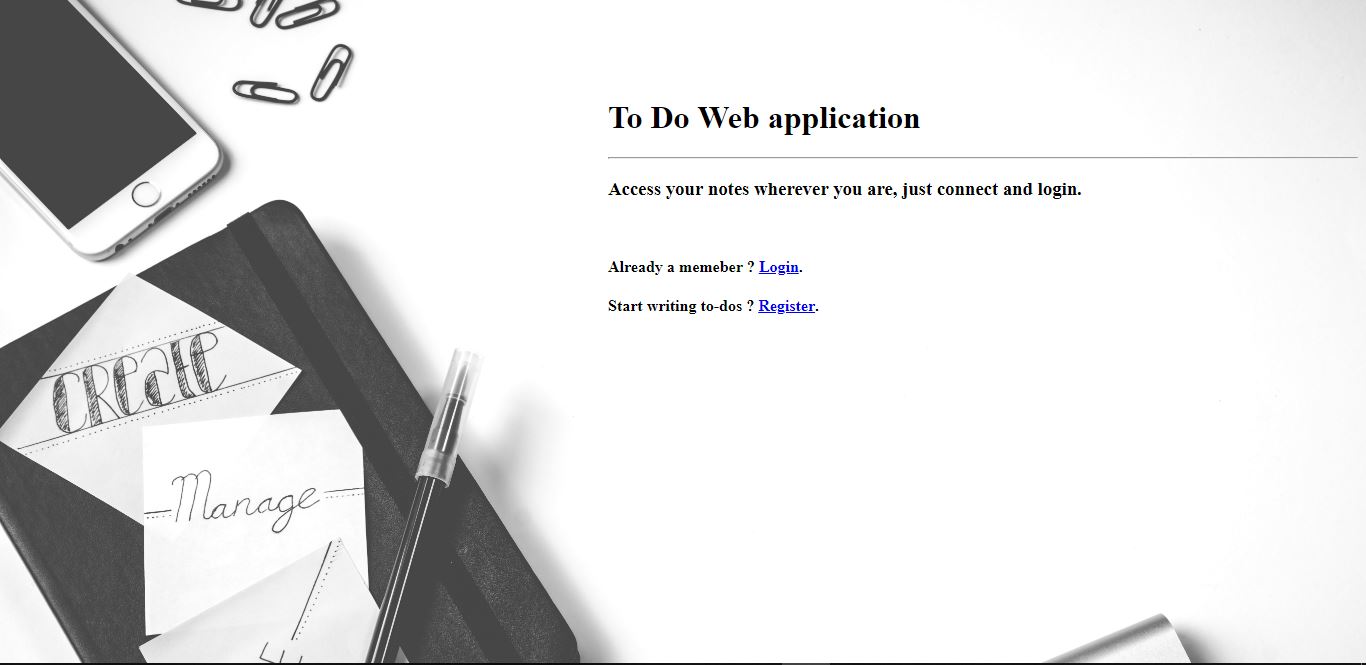 To Do Web application
Access your notes wherever you are, just connect and login.
Already a memeber ? Login.
Start writing to-dos ? Register.
CREATE
Manage